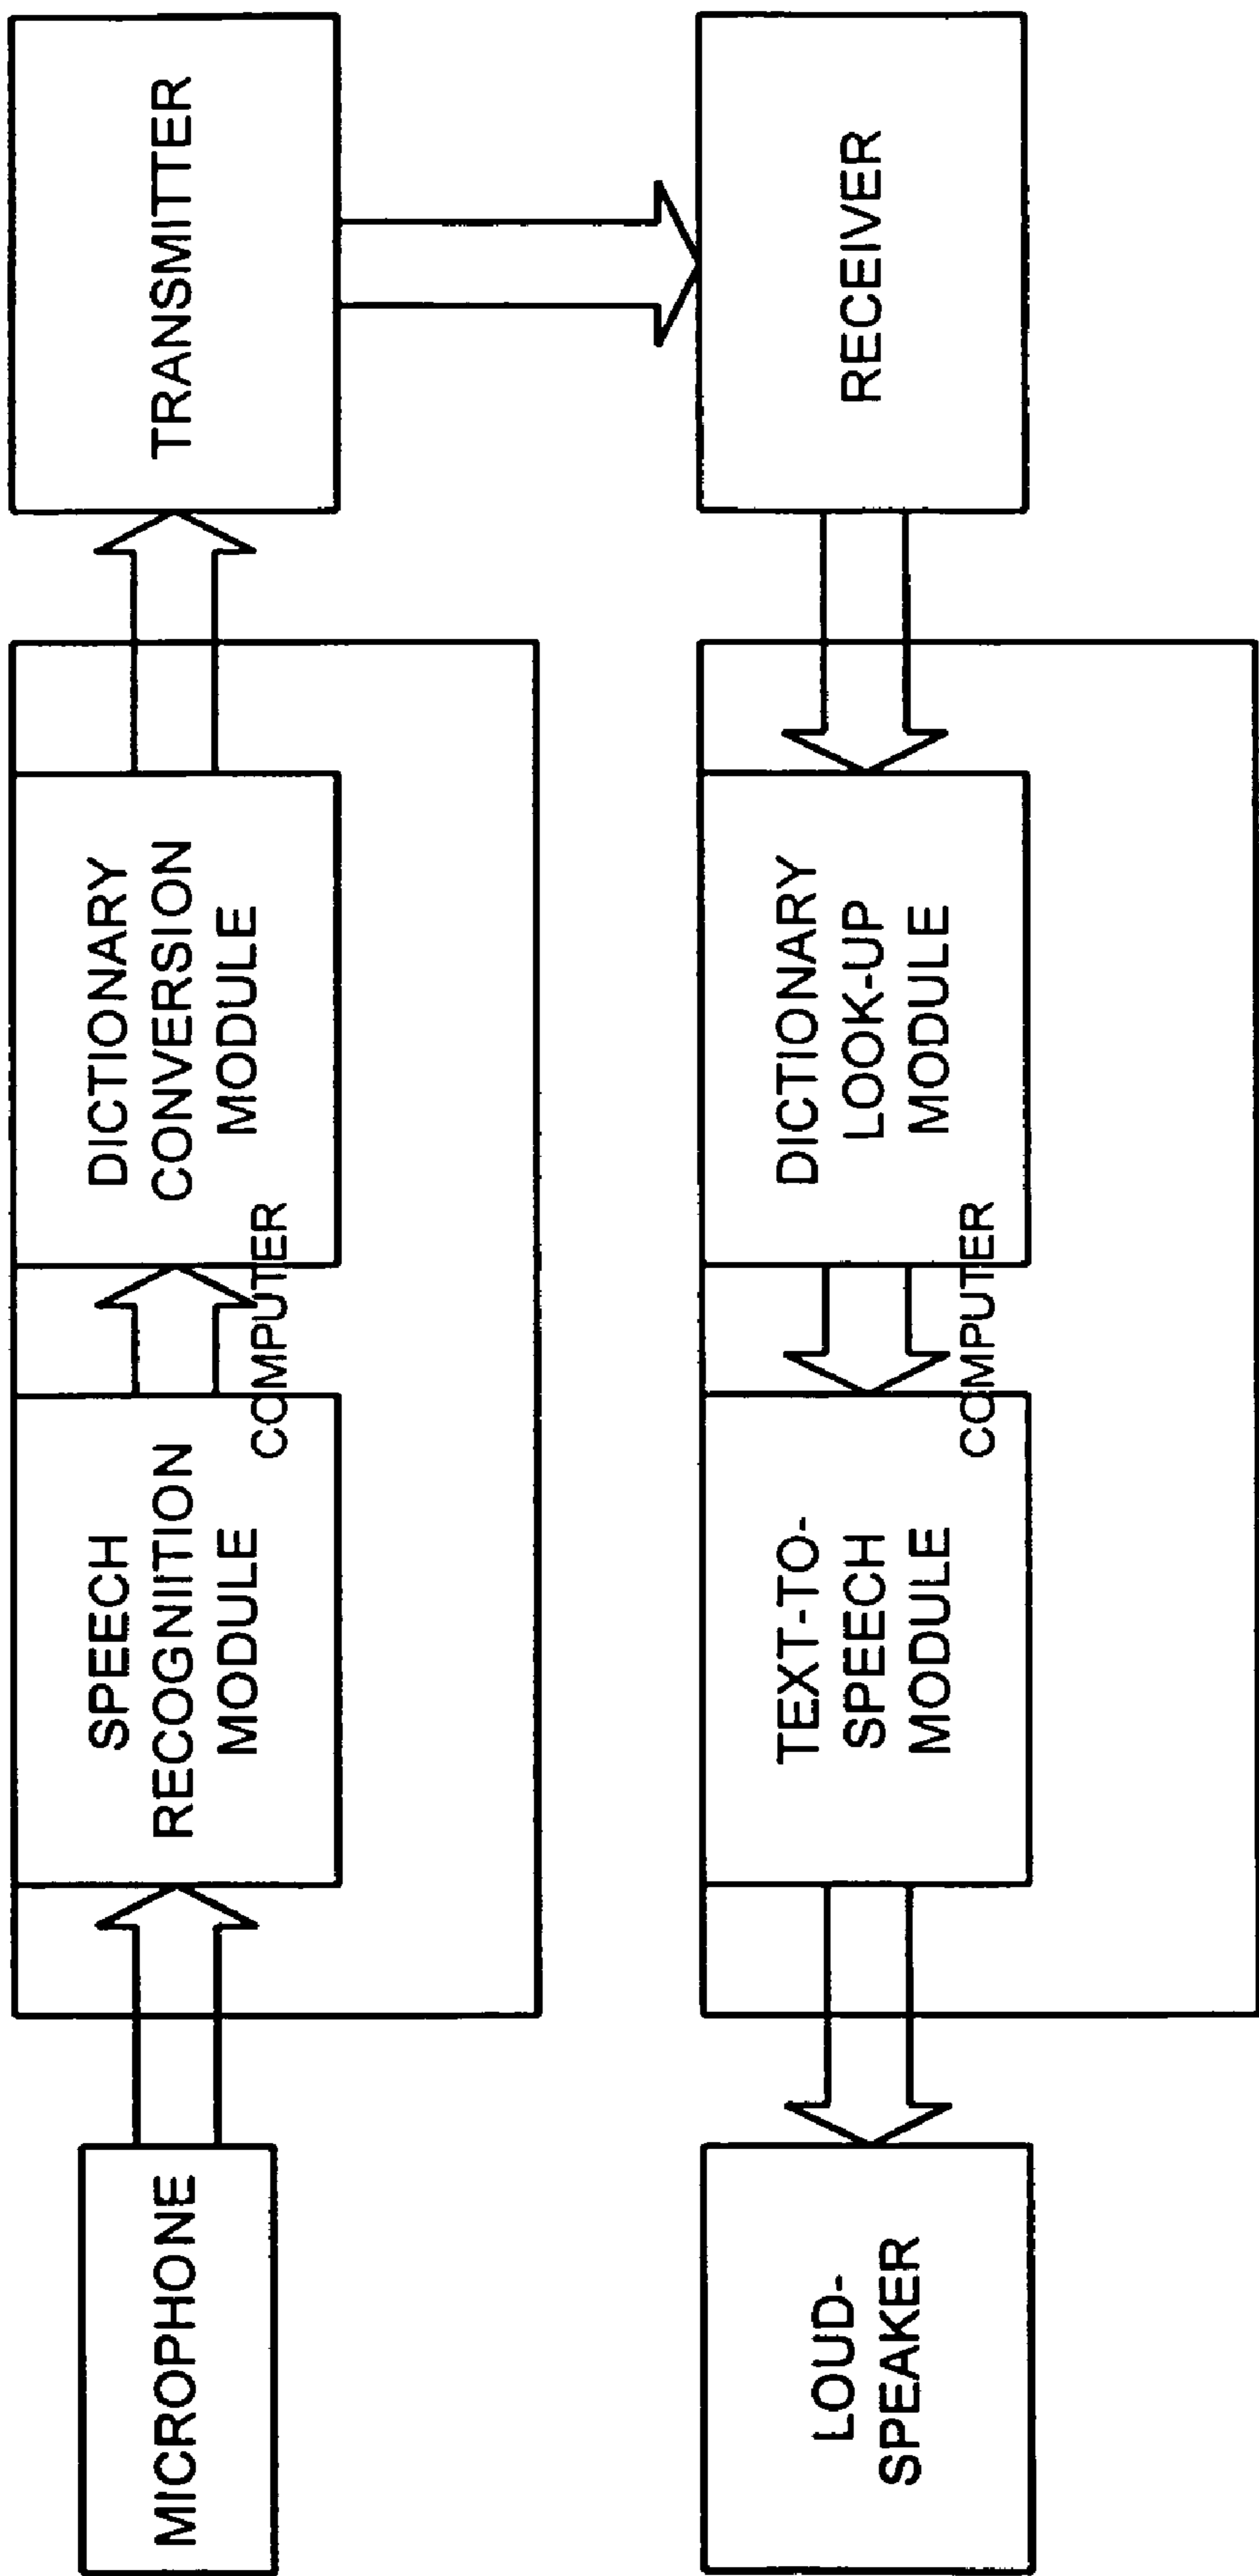 MICROPHONE
SPEECH
RECOGNIITION
MODULE
COMPUTER
DICTIONARY
CONVERSION
MODULE
TRANSMITTER
LOUD-
SPEAKER
TEXT-TO-
SPEECH
MODULE
COMPUTER
DICTIONARY
LOOK-UP
MODULE
RECEIVER